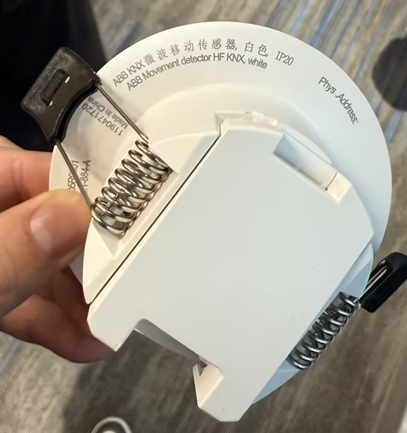 ABB KNX 微波移动传感器, 白色 IP20
ABB Movement detector HF KNX, white
Phys. Address:
1190471720
Made in China